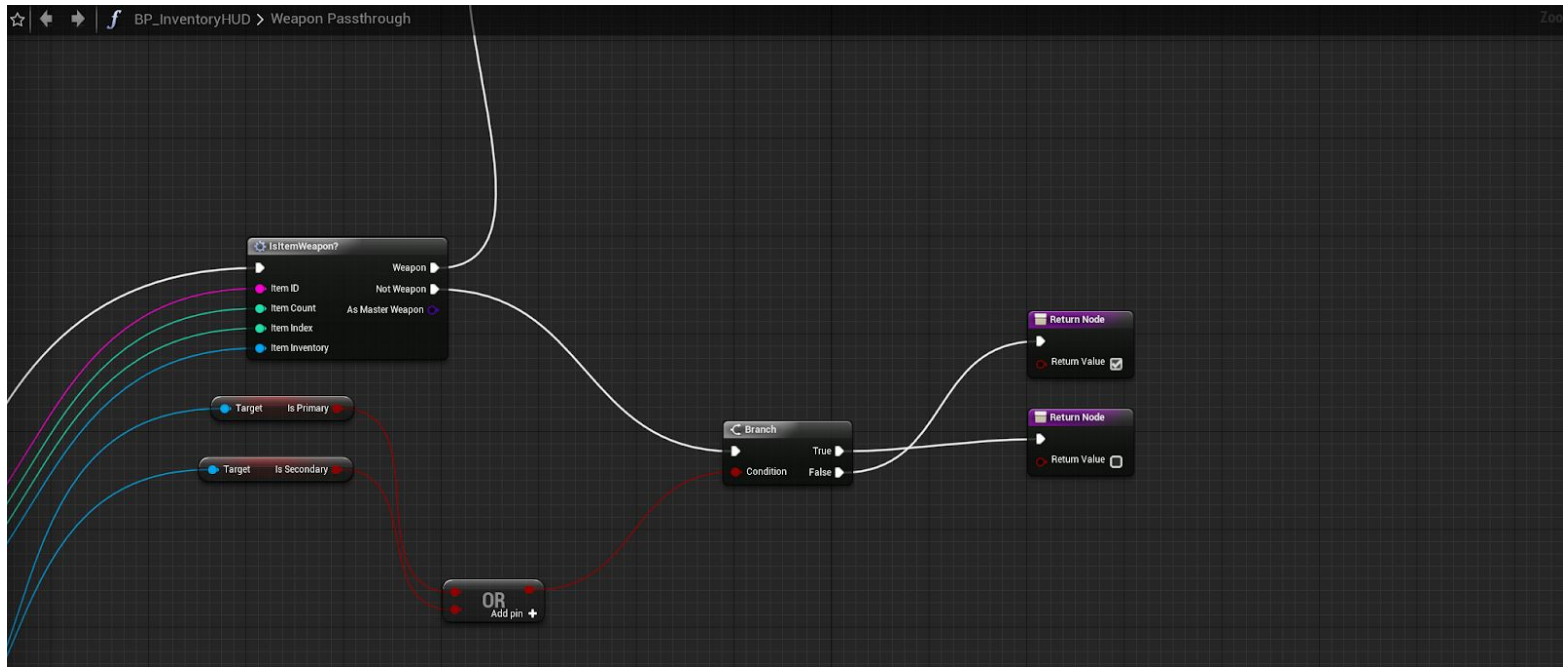 BP_InventoryHUD > Weapon Passthrough
Zoo
IsItemWeapon?
Weapon
Item ID
Not Weapon
Item Count
As Master Weapon
Item Index
Item Inventory
Target Is Primary
Target Is Secondary
OR
Add pin +
Branch
True
Condition False
Return Node
Return Value
Return Node
Return Value